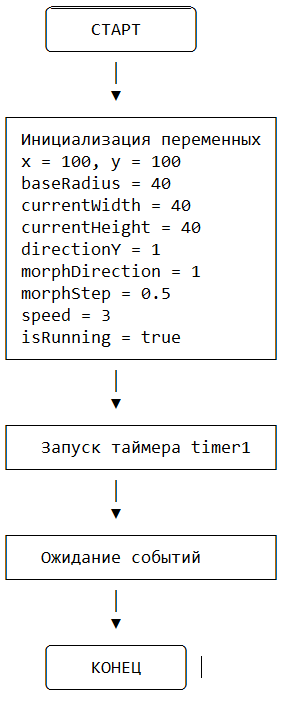 СТАРТ
Инициализация переменных
x = 100, y = 100
baseRadius = 40
currentWidth = 40
currentHeight = 40
directionY = 1
morphDirection = 1
morphStep = 0.5
speed = 3
isRunning = true
Запуск таймера timer1
Ожидание событий
КОНЕЦ